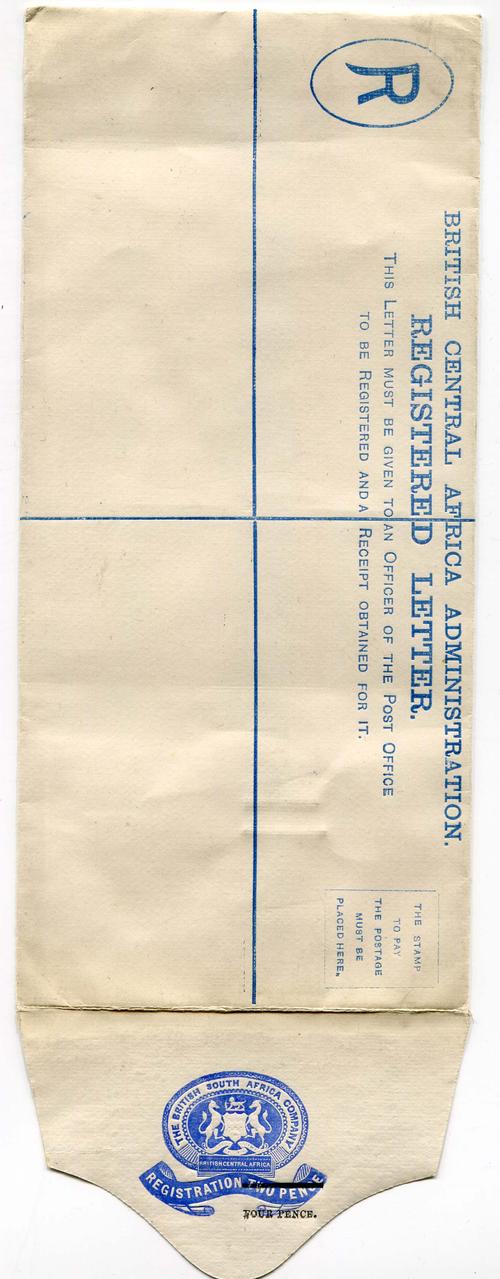 R
BRITISH CENTRAL AFRICA ADMINISTRATION.
REGISTERED LETTER.
THIS LETTER MUST BE GIVEN TO AN OFFICER OF THE POST OFFICE
TO BE REGISTERED AND A RECEIPT OBTAINED FOR IT.
THE STAMP
TO PAY
THE POSTAGE
MUST BE
PLACED HERE.
THE BRITISH SOUTH AFRICA COMPANY
BRITISH CENTRAL AFRICA
REGISTRATION TWO PENCE
FOUR PENCE.